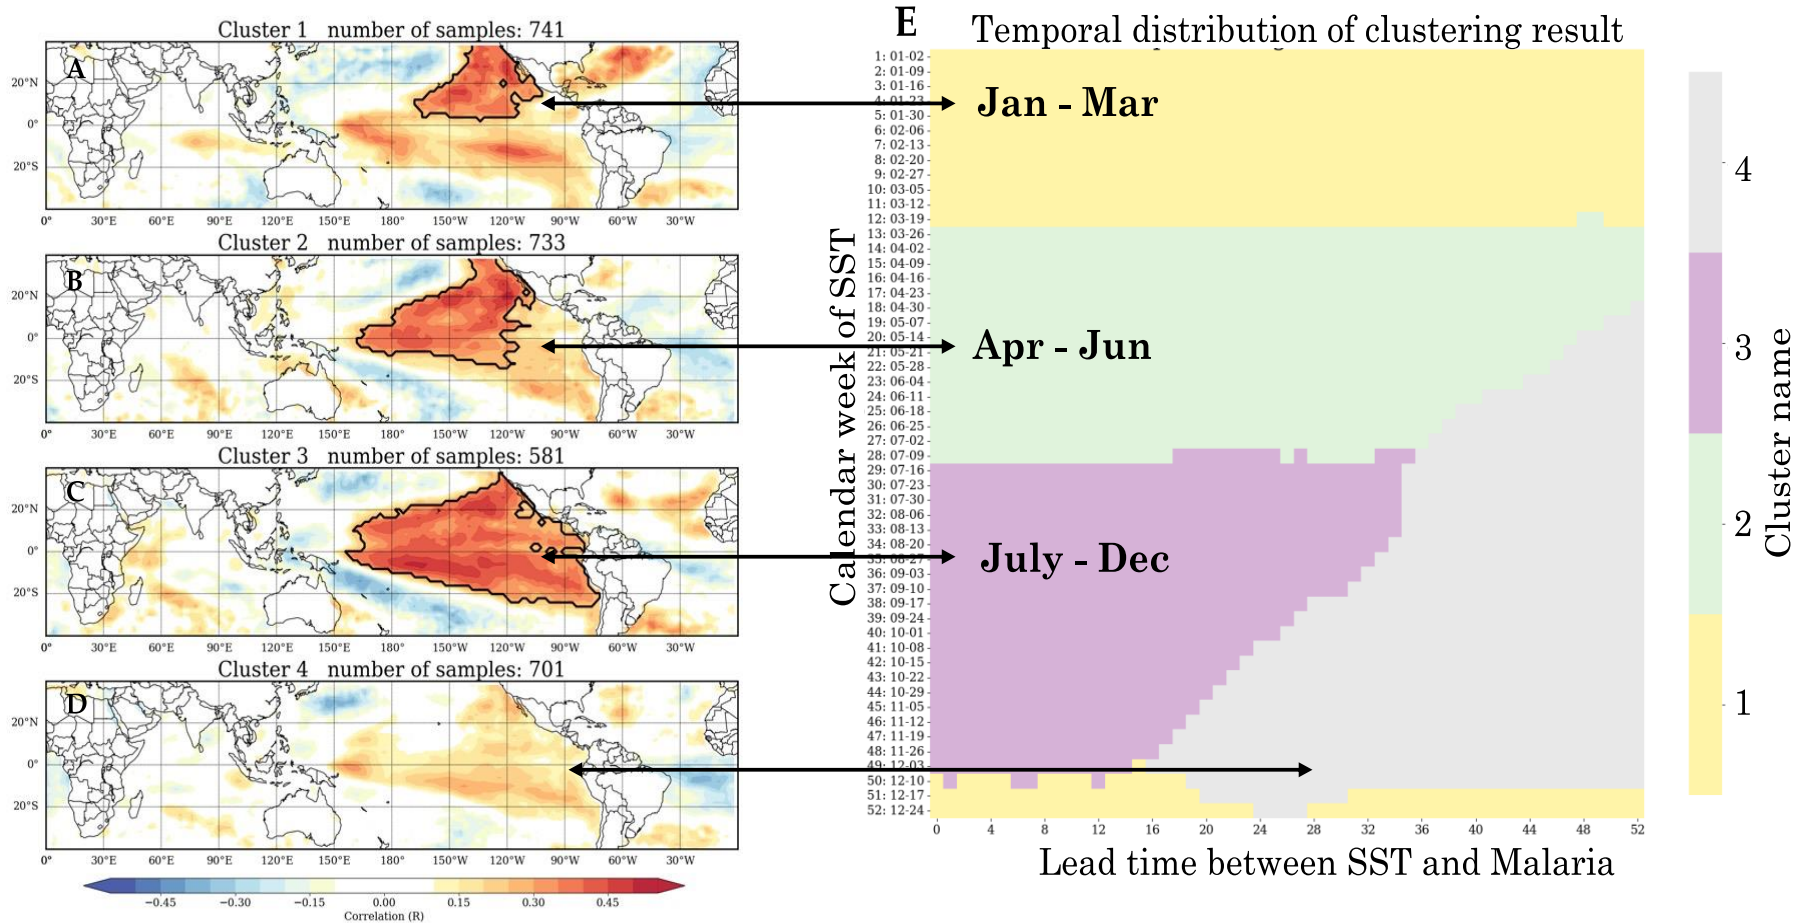 Cluster 1 number of samples: 741
A
20°N
0°
20°S
0° 30°E 60°E 90°E 120°E 150°E 180° 150°W 120°W 90°W 60°W 30°W
Cluster 2 number of samples: 733
B
20°N
0°
20°S
0° 30°E 60°E 90°E 120°E 150°E 180° 150°W 120°W 90°W 60°W 30°W
Cluster 3 number of samples: 581
C
20°N
0°
20°S
0° 30°E 60°E 90°E 120°E 150°E 180° 150°W 120°W 90°W 60°W 30°W
Cluster 4 number of samples: 701
D
20°N
0°
20°S
0° 30°E 60°E 90°E 120°E 150°E 180° 150°W 120°W 90°W 60°W 30°W
−0.45 −0.30 −0.15 0.00 0.15 0.30 0.45
Correlation (R)
E
Temporal distribution of clustering result
Calendar week of SST
1: 01-02
2: 01-09
3: 01-16
5: 01-30
6: 02-06
7: 02-13
8: 02-20
9: 02-27
10: 03-05
11: 03-12
12: 03-19
13: 03-26
14: 04-02
15: 04-09
16: 04-16
17: 04-23
18: 04-30
19: 05-07
20: 05-14
21: 05-21
22: 05-28
23: 06-04
24: 06-11
25: 06-18
26: 06-25
27: 07-02
28: 07-09
29: 07-16
30: 07-23
31: 07-30
32: 08-06
33: 08-13
34: 08-20
36: 09-03
37: 09-10
38: 09-17
39: 09-24
40: 10-01
41: 10-08
42: 10-15
43: 10-22
44: 10-29
45: 11-05
46: 11-12
47: 11-19
48: 11-26
49: 12-03
50: 12-10
51: 12-17
52: 12-24
Jan - Mar
Apr - Jun
July - Dec
0 4 8 12 16 20 24 28 32 36 40 44 48 52
Lead time between SST and Malaria
4
3
2
1
Cluster name